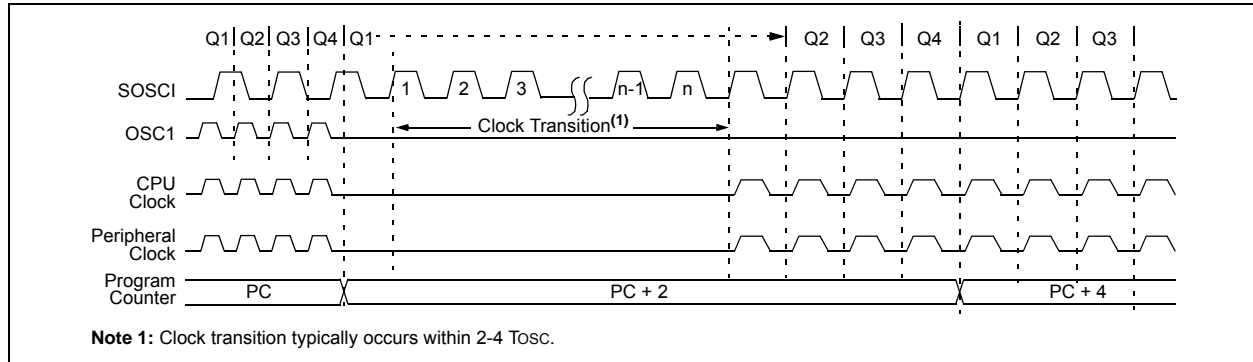 Q1 Q2 Q3 Q4 Q1 Q2 Q3 Q4 Q1 Q2 Q3
SOSCI 1 2 3 n-1 n
OSC1 Clock Transition(1)
CPU
Clock
Peripheral
Clock
Program
Counter PC PC + 2 PC + 4
Note 1: Clock transition typically occurs within 2-4 TOSC.